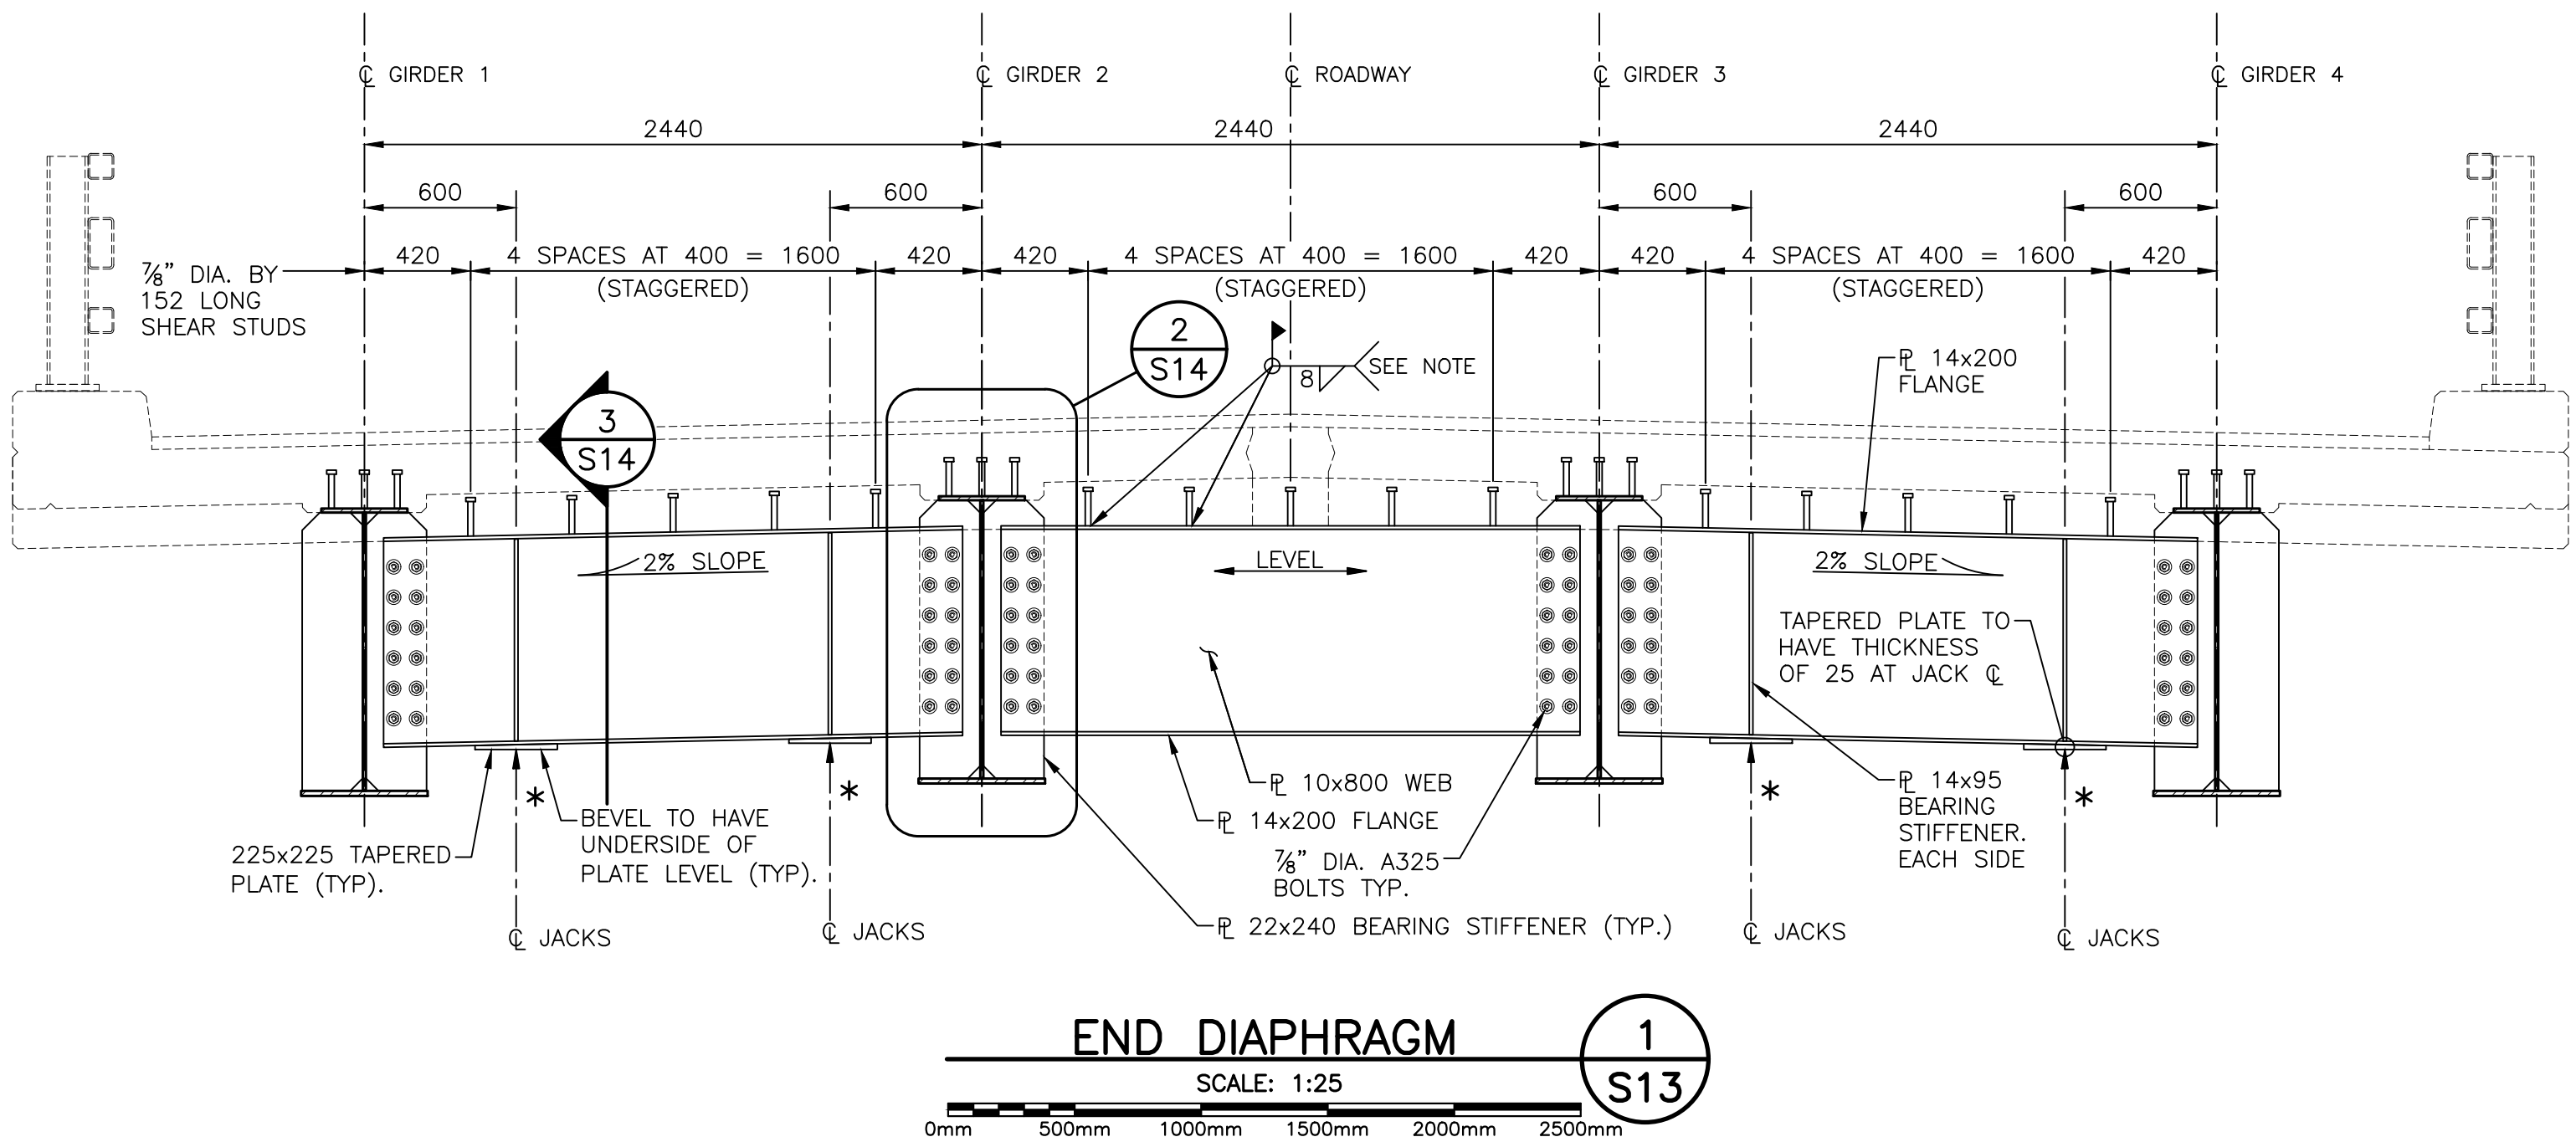 ℄ GIRDER 1
℄ GIRDER 2
℄ ROADWAY
℄ GIRDER 3
℄ GIRDER 4
2440
2440
2440
600
600
600
600
420
4 SPACES AT 400 = 1600
(STAGGERED)
420
420
4 SPACES AT 400 = 1600
(STAGGERED)
420
420
4 SPACES AT 400 = 1600
(STAGGERED)
420
⅞" DIA. BY
152 LONG
SHEAR STUDS
2
S14
8
SEE NOTE
℄ 14x200
FLANGE
3
S14
2% SLOPE
LEVEL
2% SLOPE
TAPERED PLATE TO
HAVE THICKNESS
OF 25 AT JACK ℄
*
*
*
*
℄ 10x800 WEB
℄ 14x200 FLANGE
⅞" DIA. A325
BOLTS TYP.
℄ 22x240 BEARING STIFFENER (TYP.)
℄ 14x95
BEARING
STIFFENER.
EACH SIDE
BEVEL TO HAVE
UNDERSIDE OF
PLATE LEVEL (TYP).
225x225 TAPERED
PLATE (TYP).
℄ JACKS
℄ JACKS
℄ JACKS
℄ JACKS
END DIAPHRAGM
1
S13
SCALE: 1:25
0mm 500mm 1000mm 1500mm 2000mm 2500mm